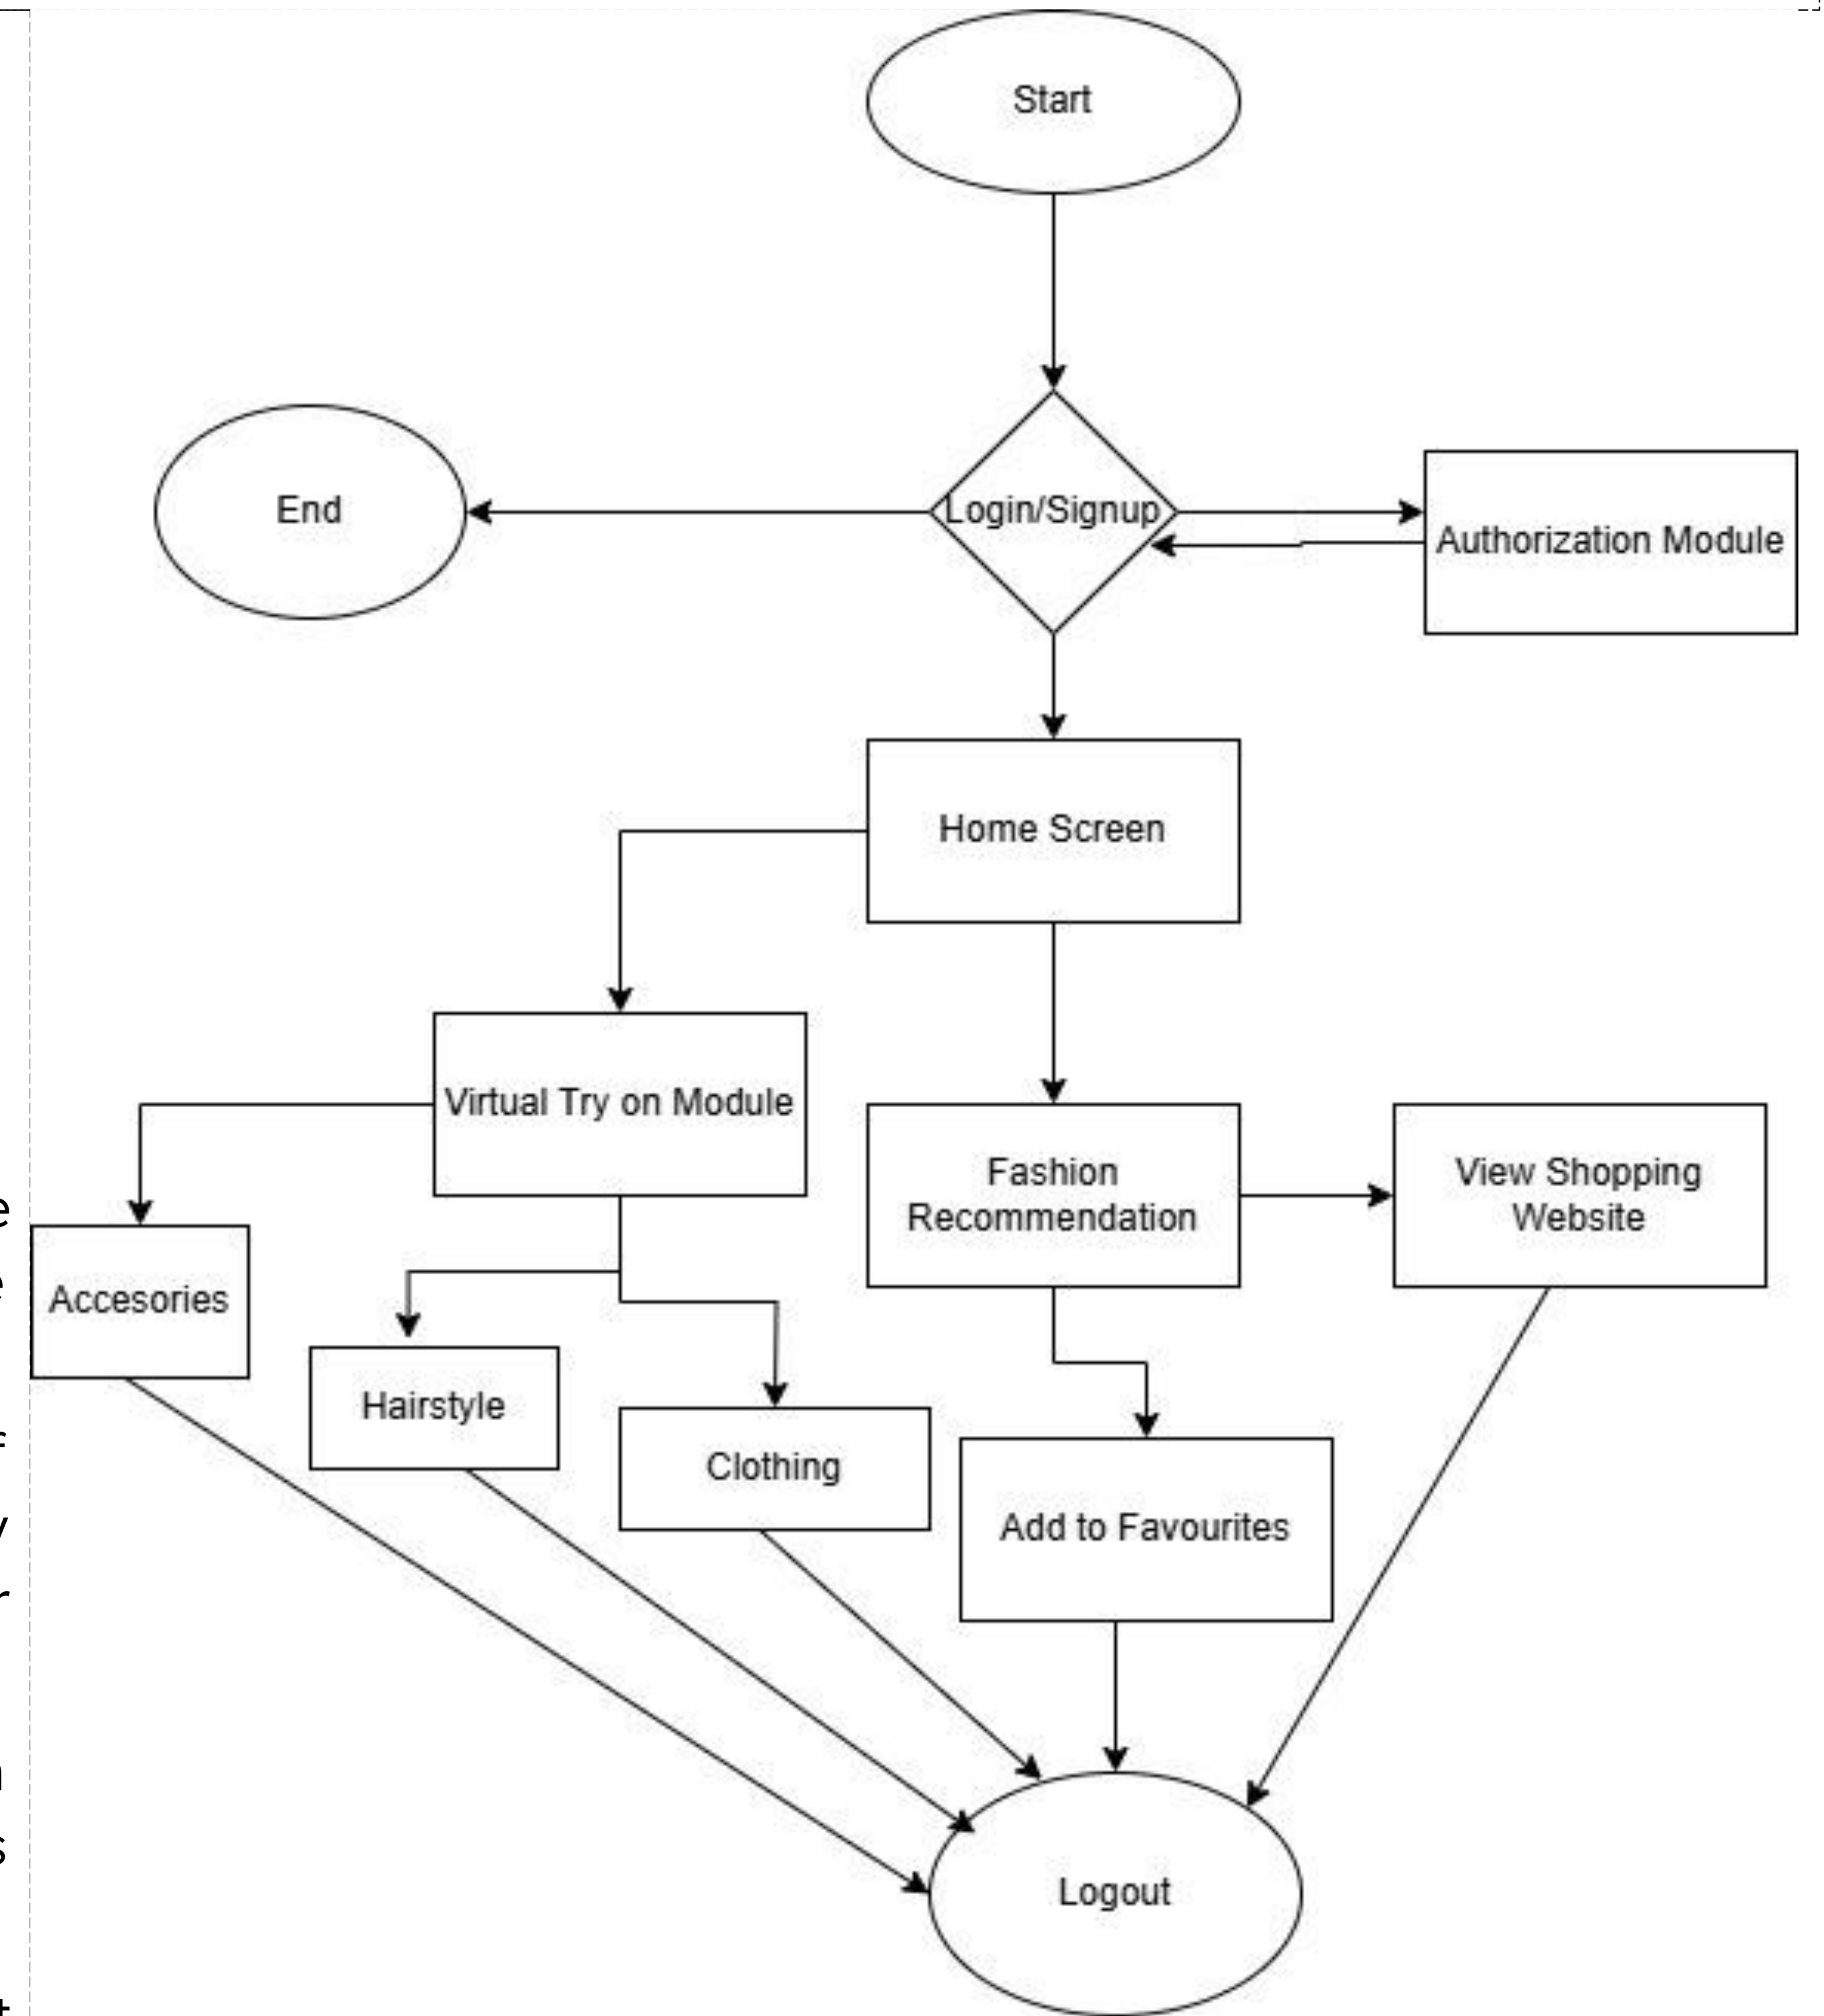 Start
End
Login/Signup
Authorization Module
Home Screen
Virtual Try on Module
Fashion
Recommendation
View Shopping
Website
Accesories
Hairstyle
Clothing
Add to Favourites
Logout